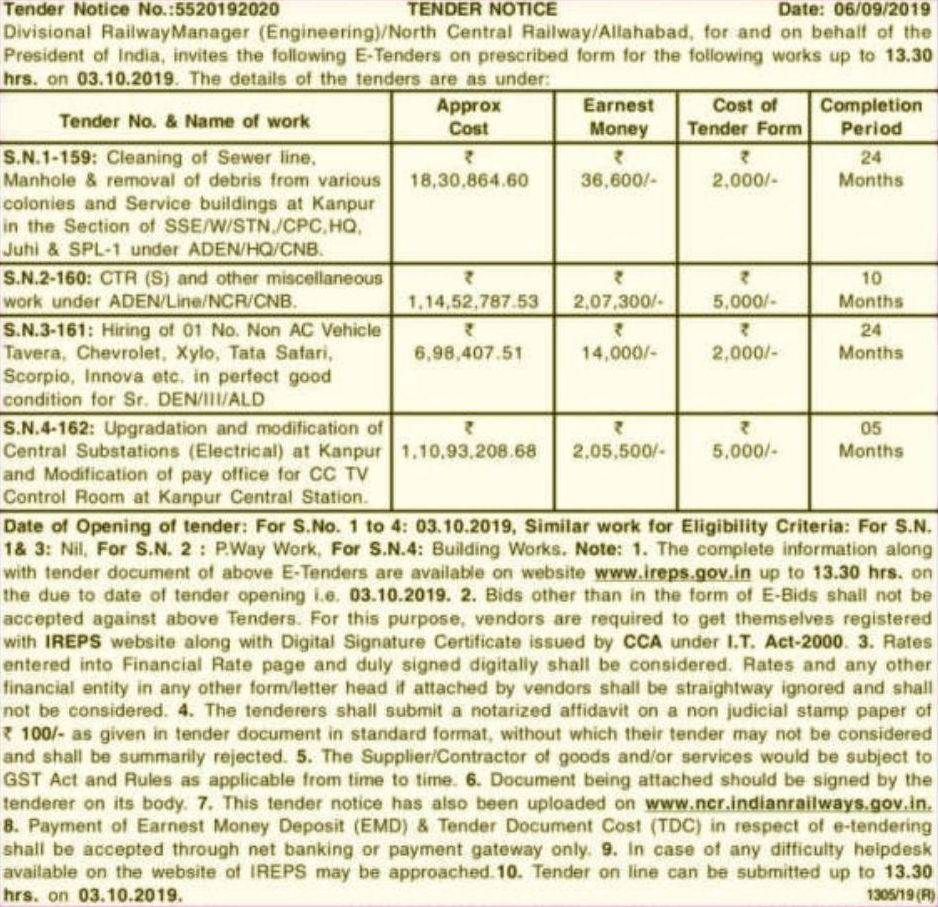 Tender Notice No.:5520192020 TENDER NOTICE Date: 06/09/2019
Divisional RailwayManager (Engineering)/North Central Railway/Allahabad, for and on behalf of the
President of India, invites the following E-Tenders on prescribed form for the following works up to 13.30
hrs. on 03.10.2019. The details of the tenders are as under:
Tender No. & Name of work
Approx
Cost
Earnest
Money
Cost of
Tender Form
Completion
Period
S.N.1-159: Cleaning of Sewer line,
Manhole & removal of debris from various
colonies and Service buildings at Kanpur
in the Section of SSE/W/STN,/CPC,HQ,
Juhi & SPL-1 under ADEN/HQ/CNB.
₹
18,30,864.60
₹
36,600/-
₹
2,000/-
24
Months
S.N.2-160: CTR (S) and other miscellaneous
work under ADEN/Line/NCR/CNB.
₹
1,14,52,787.53
₹
2,07,300/-
₹
5,000/-
10
Months
S.N.3-161: Hiring of 01 No. Non AC Vehicle
Tavera, Chevrolet, Xylo, Tata Safari,
Scorpio, Innova etc. in perfect good
condition for Sr. DEN/III/ALD
₹
6,98,407.51
₹
14,000/-
₹
2,000/-
24
Months
S.N.4-162: Upgradation and modification of
Central Substations (Electrical) at Kanpur
and Modification of pay office for CC TV
Control Room at Kanpur Central Station.
₹
1,10,93,208.68
₹
2,05,500/-
₹
5,000/-
05
Months
Date of Opening of tender: For S.No. 1 to 4: 03.10.2019, Similar work for Eligibility Criteria: For S.N.
1& 3: Nil, For S.N. 2 : P.Way Work, For S.N.4: Building Works. Note: 1. The complete information along
with tender document of above E-Tenders are available on website www.ireps.gov.in up to 13.30 hrs. on
the due to date of tender opening i.e. 03.10.2019. 2. Bids other than in the form of E-Bids shall not be
accepted against above Tenders. For this purpose, vendors are required to get themselves registered
with IREPS website along with Digital Signature Certificate issued by CCA under I.T. Act-2000. 3. Rates
entered into Financial Rate page and duly signed digitally shall be considered. Rates and any other
financial entity in any other form/letter head if attached by vendors shall be straightway ignored and shall
not be considered. 4. The tenderers shall submit a notarized affidavit on a non judicial stamp paper of
₹ 100/- as given in tender document in standard format, without which their tender may not be considered
and shall be summarily rejected. 5. The Supplier/Contractor of goods and/or services would be subject to
GST Act and Rules as applicable from time to time. 6. Document being attached should be signed by the
tenderer on its body. 7. This tender notice has also been uploaded on www.ncr.indianrailways.gov.in.
8. Payment of Earnest Money Deposit (EMD) & Tender Document Cost (TDC) in respect of e-tendering
shall be accepted through net banking or payment gateway only. 9. In case of any difficulty helpdesk
available on the website of IREPS may be approached.10. Tender on line can be submitted up to 13.30
hrs. on 03.10.2019. 1305/19 (R)